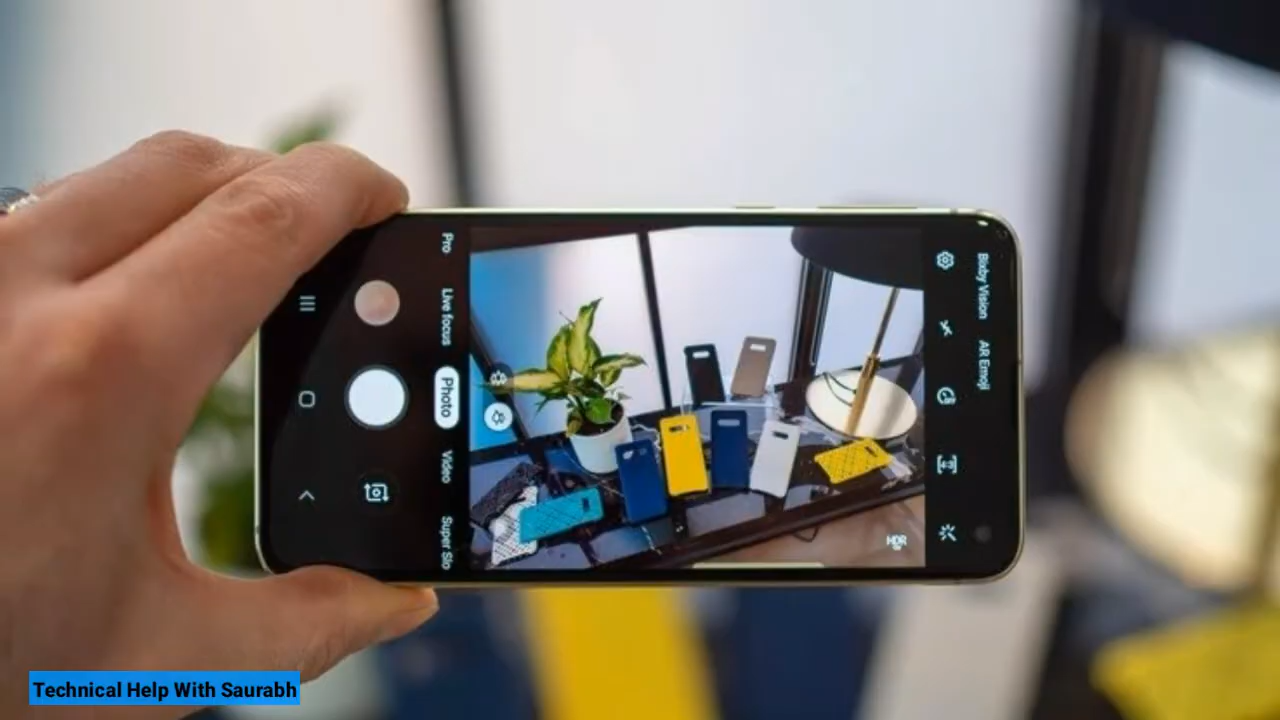 Pro
Live focus
Photo
Video
Super Slo
Bixby Vision
AR Emoji
HDR
Technical Help With Saurabh